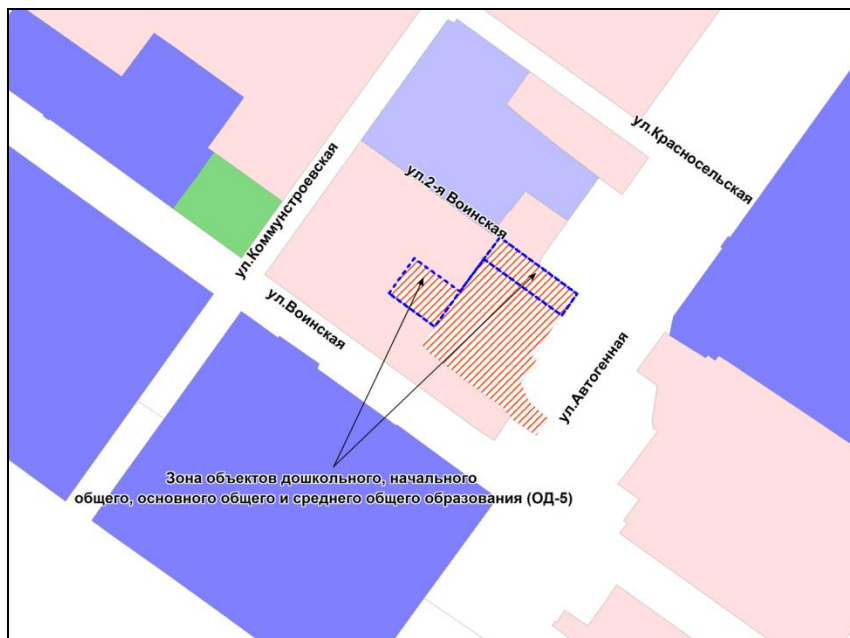 ул.Красносельская
ул.Коммунстроевская
ул.2-я Воинская
ул.Воинская
ул.Автогенная
Зона объектов дошкольного, начального
общего, основного общего и среднего общего образования (ОД-5)